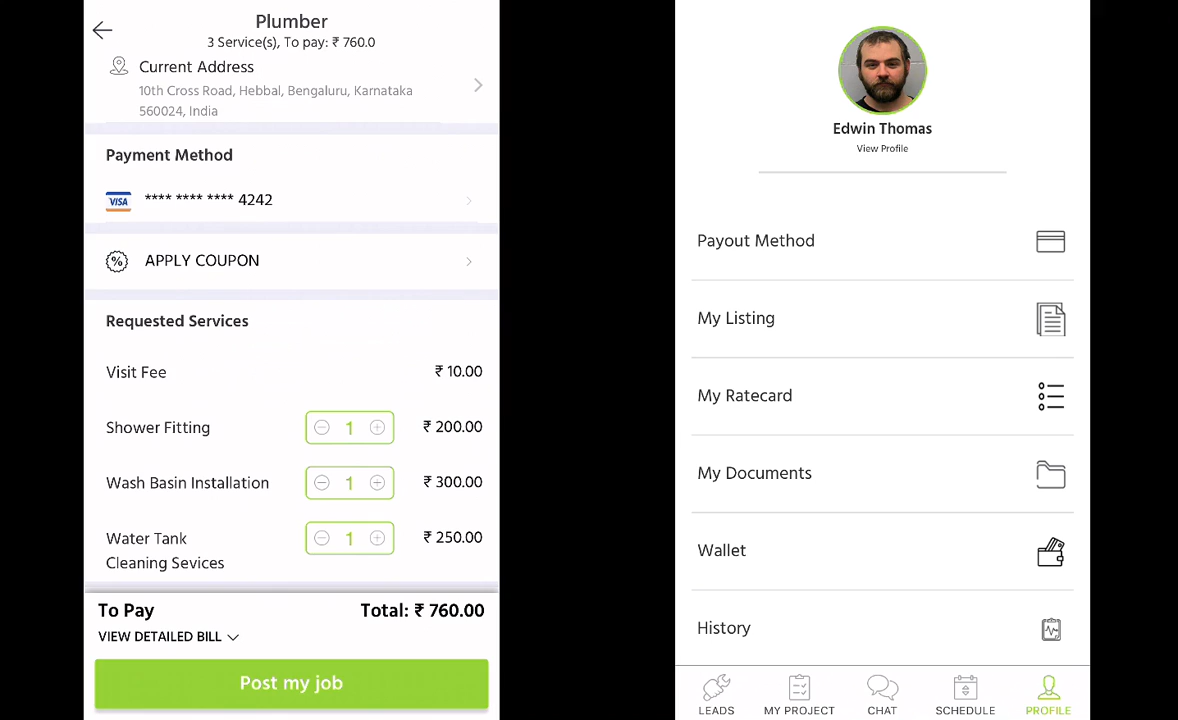 Plumber
3 Service(s), To pay: ₹ 760.0
Current Address
10th Cross Road, Hebbal, Bengaluru, Karnataka
560024, India
Payment Method
VISA **** **** **** 4242
APPLY COUPON
Requested Services
Visit Fee ₹ 10.00
Shower Fitting 1 ₹ 200.00
Wash Basin Installation 1 ₹ 300.00
Water Tank 1 ₹ 250.00
Cleaning Sevices
To Pay Total: ₹ 760.00
VIEW DETAILED BILL
Post my job
Edwin Thomas
View Profile
Payout Method
My Listing
My Ratecard
My Documents
Wallet
History
LEADS MY PROJECT CHAT SCHEDULE PROFILE